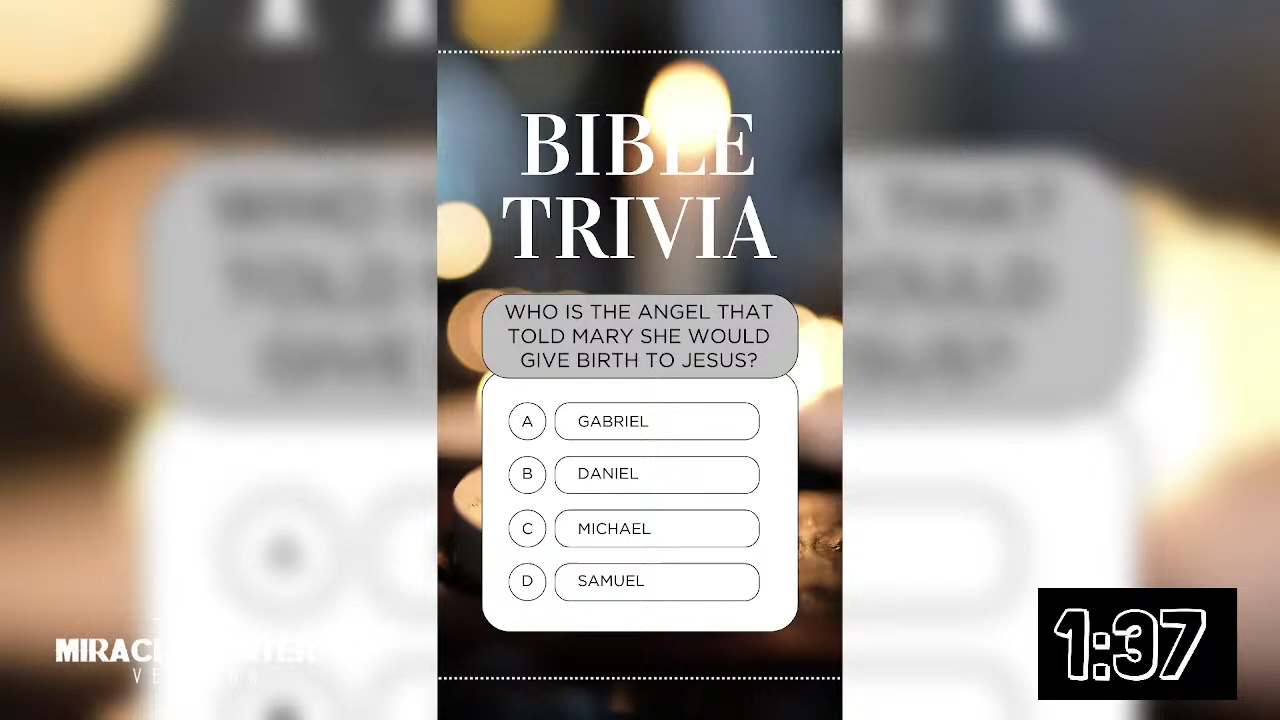 BIBLE
TRIVIA
WHO IS THE ANGEL THAT
TOLD MARY SHE WOULD
GIVE BIRTH TO JESUS?
A GABRIEL
B DANIEL
C MICHAEL
D SAMUEL
1:37